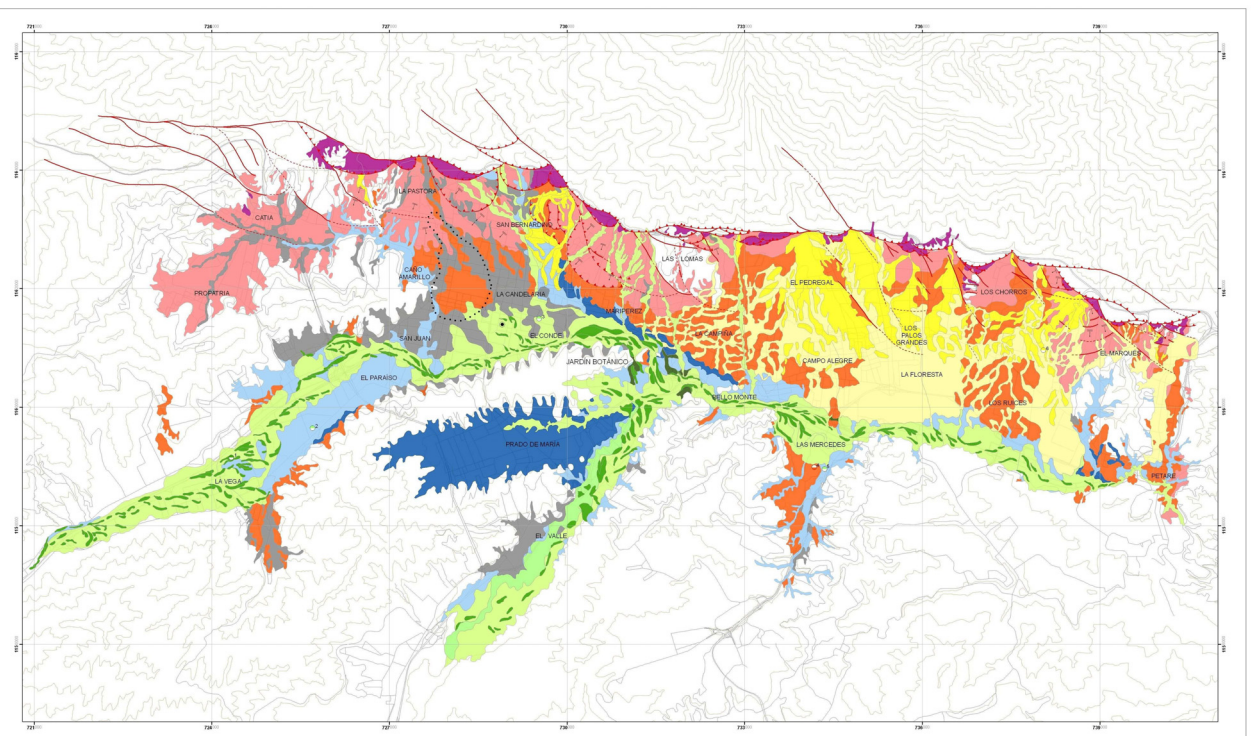 LA PASTORA
CATIA
SAN BERNARDINO
LAS LOMAS
CAÑO
AMARILLO
EL PEDREGAL
PROPATRIA
LA CANDELARIA
LOS CHORROS
MARIPEREZ
SAN JUAN
EL CONDE
LA CAMPIÑA
LOS
PALOS
GRANDES
JARDÍN BOTÁNICO
CAMPO ALEGRE
EL MARQUÉS
EL PARAÍSO
LA FLORESTA
BELLO MONTE
LOS RUICES
2
PRADO DE MARÍA
LAS MERCEDES
LA VEGA
PETARE
EL VALLE